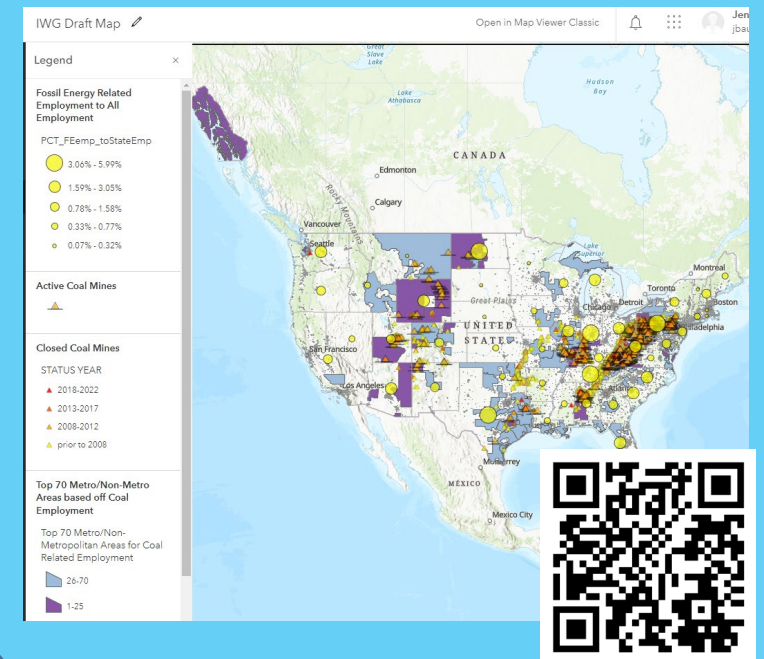 IWG Draft Map
Open in Map Viewer Classic
Jen
jbau
Legend
×
Fossil Energy Related
Employment to All
Employment
PCT_FEemp_toStateEmp
3.06% - 5.99%
1.59% - 3.05%
0.78% - 1.58%
0.33% - 0.77%
0.07% - 0.32%
Active Coal Mines
Closed Coal Mines
STATUS YEAR
2018-2022
2013-2017
2008-2012
prior to 2008
Top 70 Metro/Non-Metro
Areas based off Coal
Employment
Top 70 Metro/Non-
Metropolitan Areas for Coal
Related Employment
26-70
1-25
Great
Slave
Lake
Lake
Athabasca
Hudson
Bay
CANADA
Edmonton
Calgary
Rocky Mountains
Vancouver
Seattle
Lake
Superior
Montreal
Toronto
Great Plains
Chicago
Detroit
Boston
UNITED
STATE
Philadelphia
San Francisco
Los Angeles
Atlanta
Monterrey
MÉXICO
Mexico City